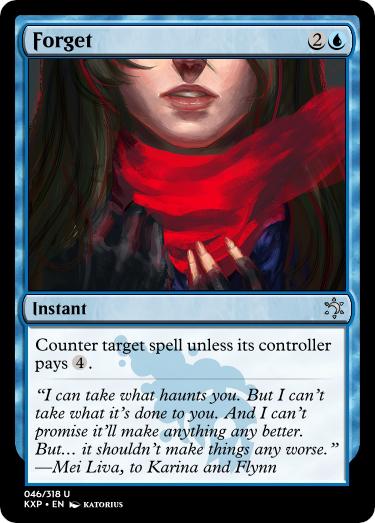 Forget 2
Instant
Counter target spell unless its controller
pays 4.
“I can take what haunts you. But I can’t
take what it’s done to you. And I can’t
promise it’ll make anything any better.
But… it shouldn’t make things any worse.”
—Mei Liva, to Karina and Flynn
046/318 U
KXP • EN KATORIUS